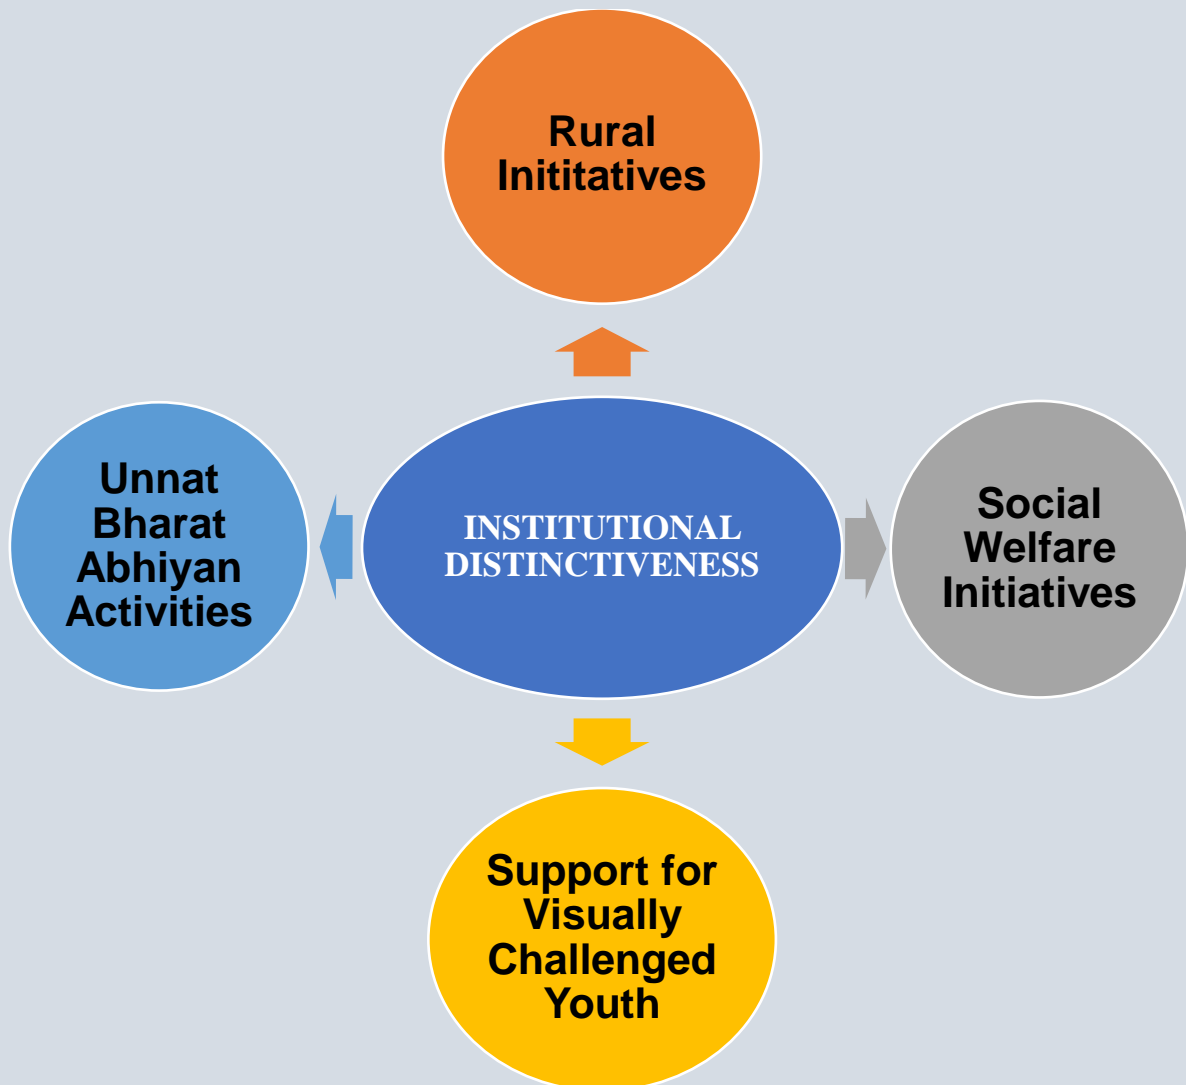 Rural
Inititatives
Unnat
Bharat
Abhiyan
Activities
INSTITUTIONAL
DISTINCTIVENESS
Social
Welfare
Initiatives
Support for
Visually
Challenged
Youth